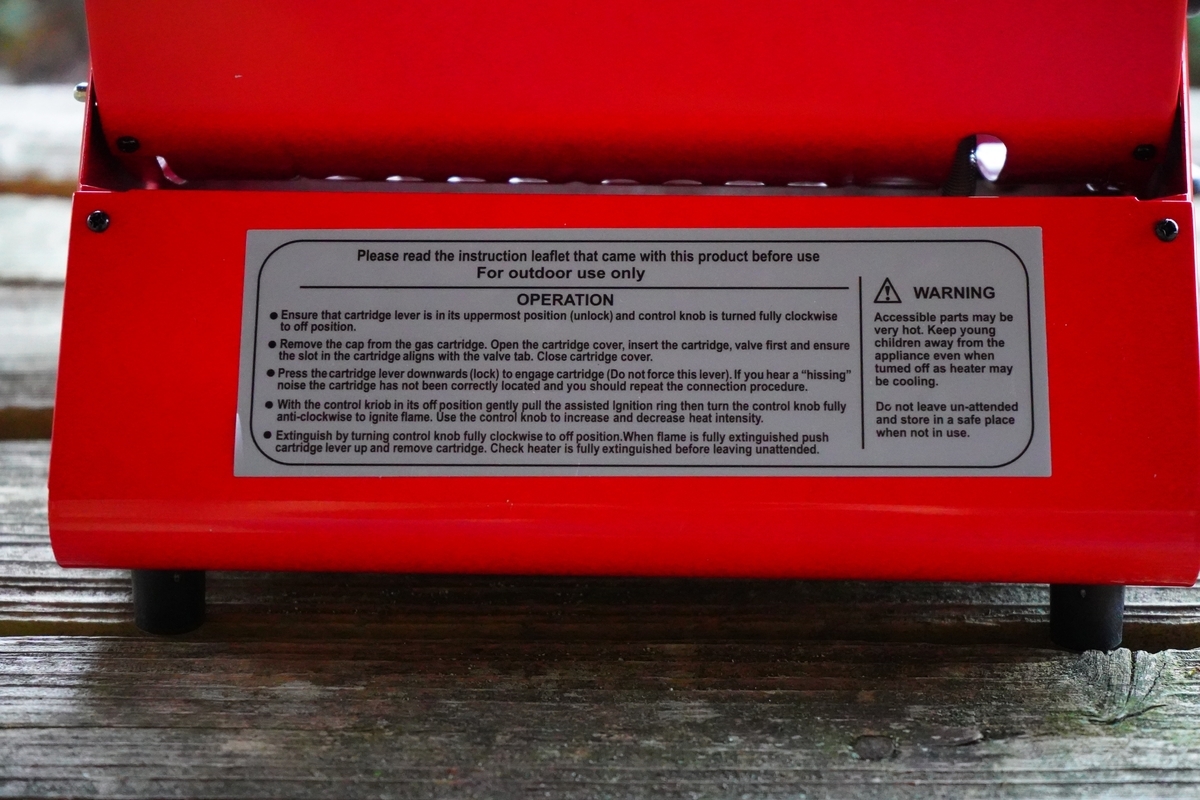 Please read the instruction leaflet that came with this product before use
For outdoor use only
OPERATION
● Ensure that cartridge lever is in its uppermost position (unlock) and control knob is turned fully clockwise
to off position.
● Remove the cap from the gas cartridge. Open the cartridge cover, insert the cartridge, valve first and ensure
the slot in the cartridge aligns with the valve tab. Close cartridge cover.
● Press the cartridge lever downwards (lock) to engage cartridge (Do not force this lever). If you hear a “hissing”
noise the cartridge has not been correctly located and you should repeat the connection procedure.
● With the control kriob in its off position gently pull the assisted Ignition ring then turn the control knob fully
anti-clockwise to ignite flame. Use the control knob to increase and decrease heat intensity.
● Extinguish by turning control knob fully clockwise to off position.When flame is fully extinguished push
cartridge lever up and remove cartridge. Check heater is fully extinguished before leaving unattended.
WARNING
Accessible parts may be
very hot. Keep young
children away from the
appliance even when
tumed off as heater may
be cooling.
Do not leave un-attended
and store in a safe place
when not in use.